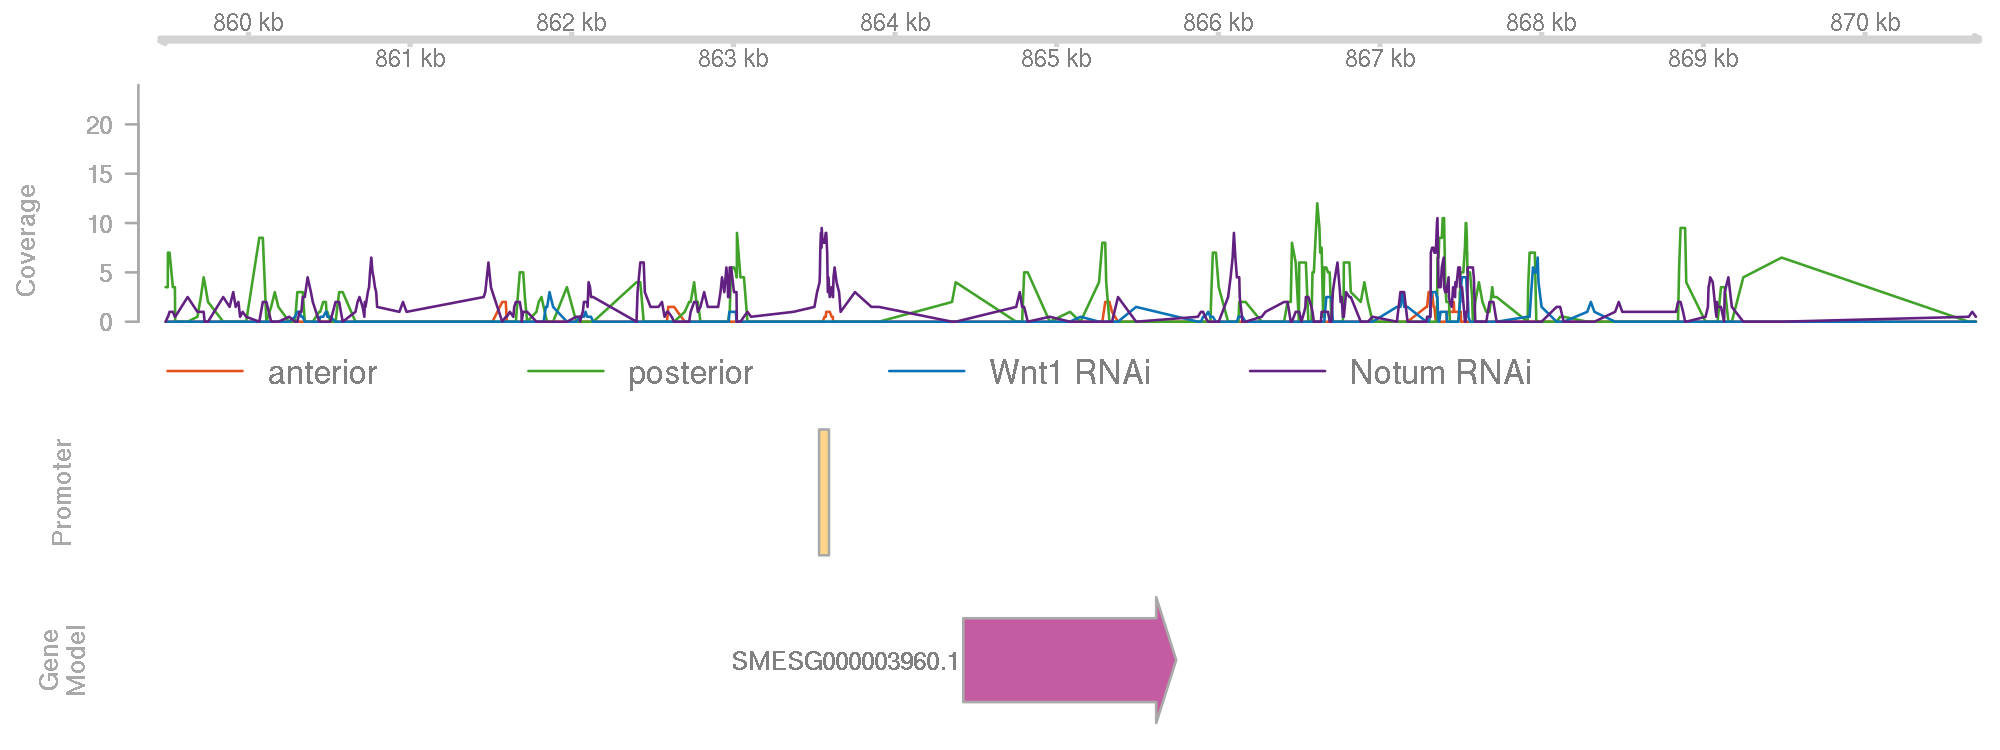 860 kb 862 kb 864 kb 866 kb 868 kb 870 kb
861 kb 863 kb 865 kb 867 kb 869 kb
Coverage
20
15
10
5
0
anterior posterior Wnt1 RNAi Notum RNAi
Promoter
Gene
Model
SMESG000003960.1